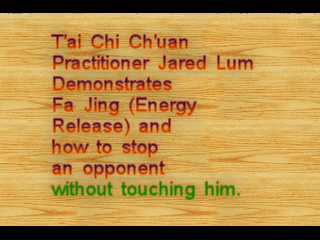 T'ai Chi Ch'uan
Practitioner Jared Lum
Demonstrates
Fa Jing (Energy
Release) and
how to stop
an opponent
without touching him.